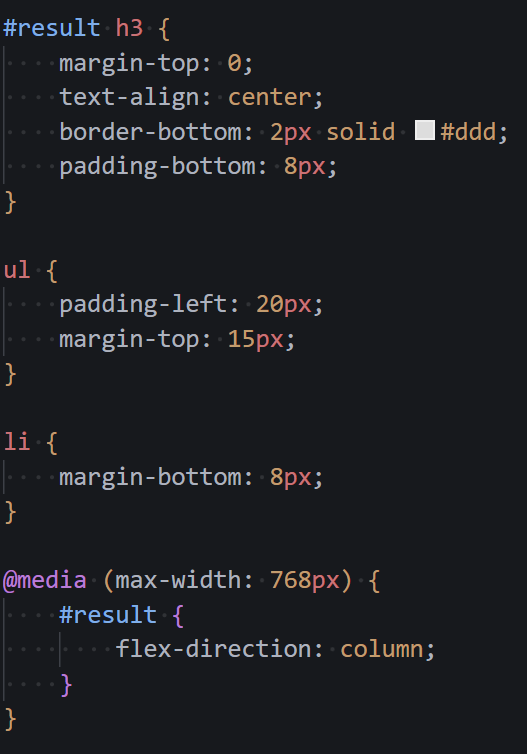 #result h3 {
    margin-top: 0;
    text-align: center;
    border-bottom: 2px solid #ddd;
    padding-bottom: 8px;
}

ul {
    padding-left: 20px;
    margin-top: 15px;
}

li {
    margin-bottom: 8px;
}

@media (max-width: 768px) {
    #result {
        flex-direction: column;
    }
}